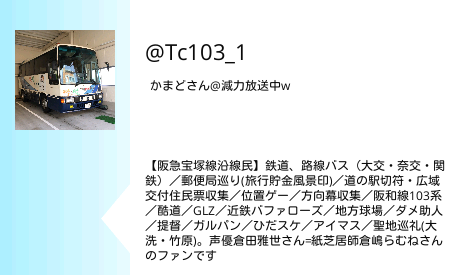 @Tc103_1
かまどさん@減力放送中w
【阪急宝塚線沿線民】鉄道、路線バス（大交・奈交・関
鉄）／郵便局巡り(旅行貯金風景印)／道の駅切符・広域
交付住民票収集／位置ゲー／方向幕収集／阪和線103系
／酷道／GLZ／近鉄バファローズ／地方球場／ダメ助人
／提督／ガルパン／ひだスケ／アイマス／聖地巡礼(大
洗・竹原)。声優倉田雅世さん=紙芝居師倉嶋らむねさん
のファンです